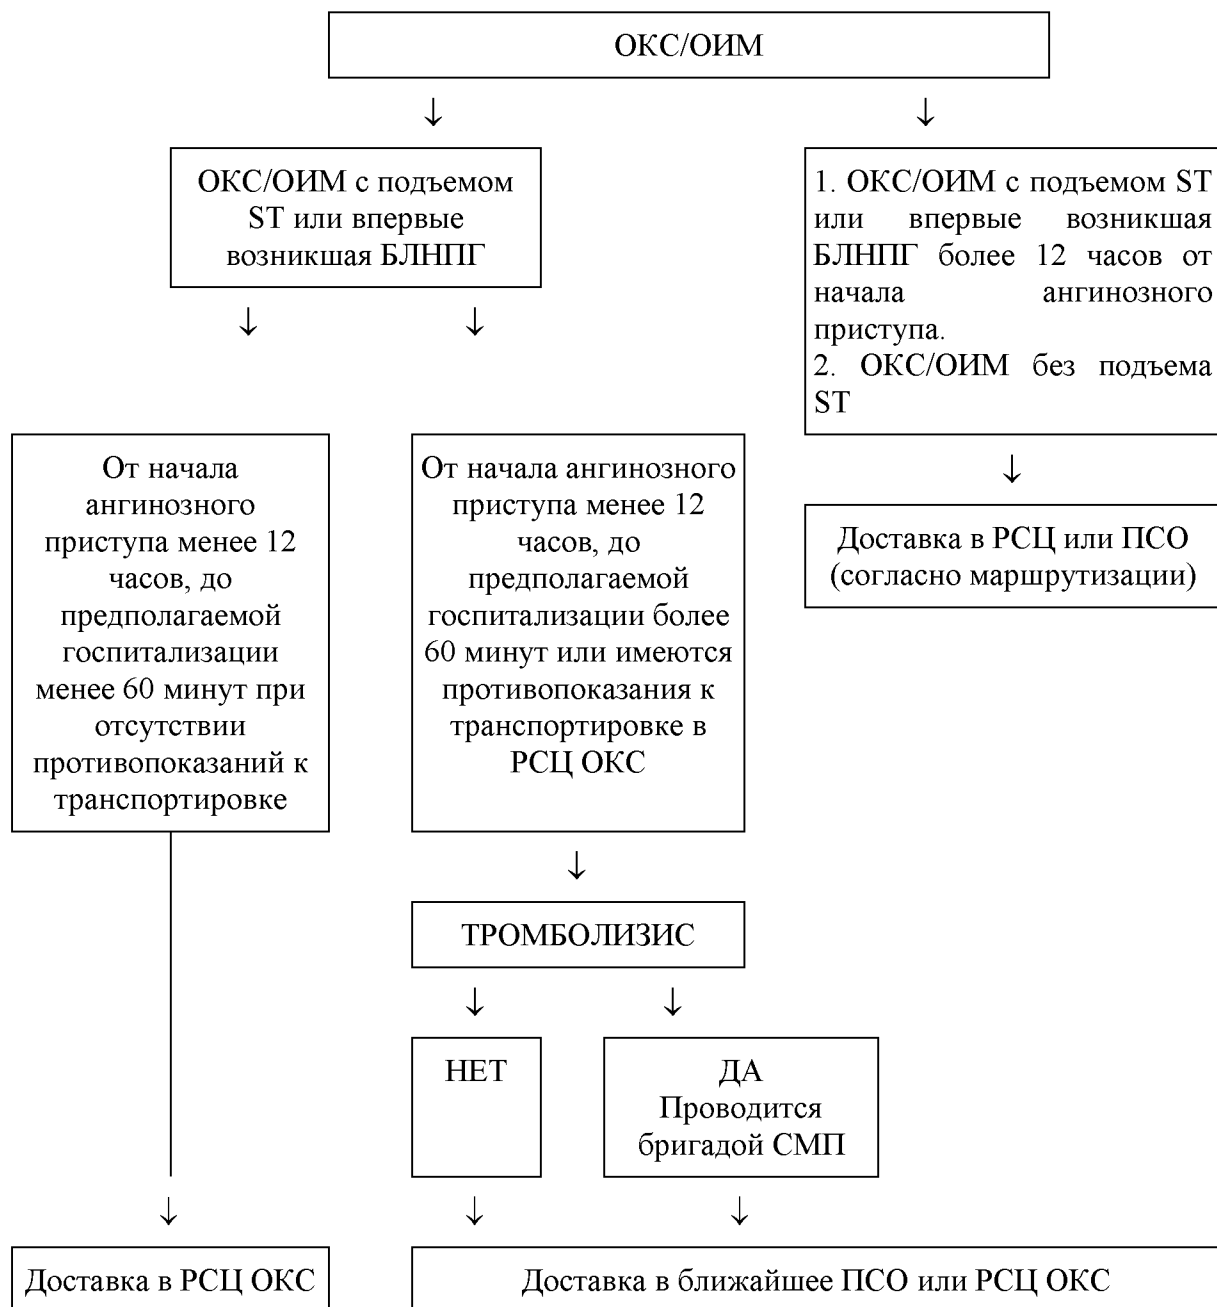 ОКС/ОИМ
ОКС/ОИМ с подъемом
ST или впервые
возникшая БЛНПГ
1. ОКС/ОИМ с подъемом ST
или впервые возникшая
БЛНПГ более 12 часов от
начала ангинозного
приступа.
2. ОКС/ОИМ без подъема
ST
От начала
ангинозного
приступа менее 12
часов, до
предполагаемой
госпитализации
менее 60 минут при
отсутствии
противопоказаний к
транспортировке
От начала ангинозного
приступа менее 12
часов, до
предполагаемой
госпитализации более
60 минут или имеются
противопоказания к
транспортировке в
РСЦ ОКС
Доставка в РСЦ или ПСО
(согласно маршрутизации)
ТРОМБОЛИЗИС
НЕТ
ДА
Проводится
бригадой СМП
Доставка в РСЦ ОКС
Доставка в ближайшее ПСО или РСЦ ОКС